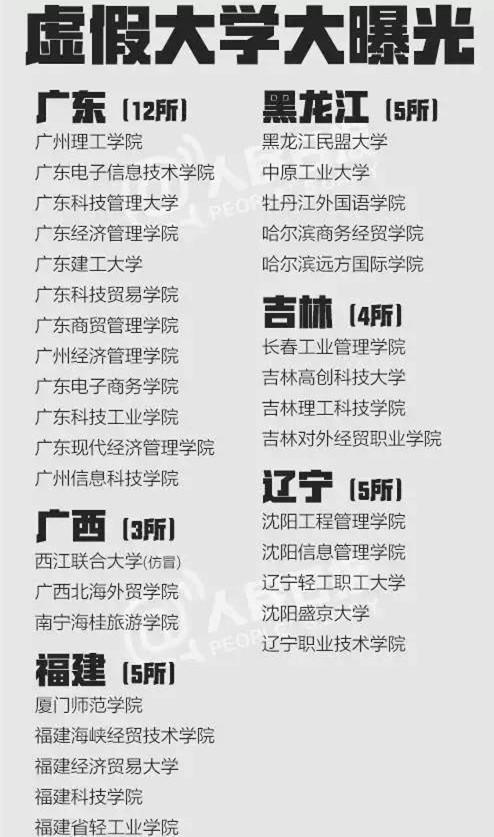 虚假大学大曝光
广东（12所）
广州理工学院
广东电子信息技术学院
广东科技管理大学
广东经济管理学院
广东建工大学
广东科技贸易学院
广东商贸管理学院
广州经济管理学院
广东电子商务学院
广东科技工业学院
广东现代经济管理学院
广州信息科技学院
广西（3所）
西江联合大学(仿冒)
广西北海外贸学院
南宁海桂旅游学院
福建（5所）
厦门师范学院
福建海峡经贸技术学院
福建经济贸易大学
福建科技学院
福建省轻工业学院
黑龙江（5所）
黑龙江民盟大学
中原工业大学
牡丹江外国语学院
哈尔滨商务经贸学院
哈尔滨远方国际学院
吉林（4所）
长春工业管理学院
吉林高创科技大学
吉林理工科技学院
吉林对外经贸职业学院
辽宁（5所）
沈阳工程管理学院
沈阳信息管理学院
辽宁轻工职工大学
沈阳盛京大学
辽宁职业技术学院